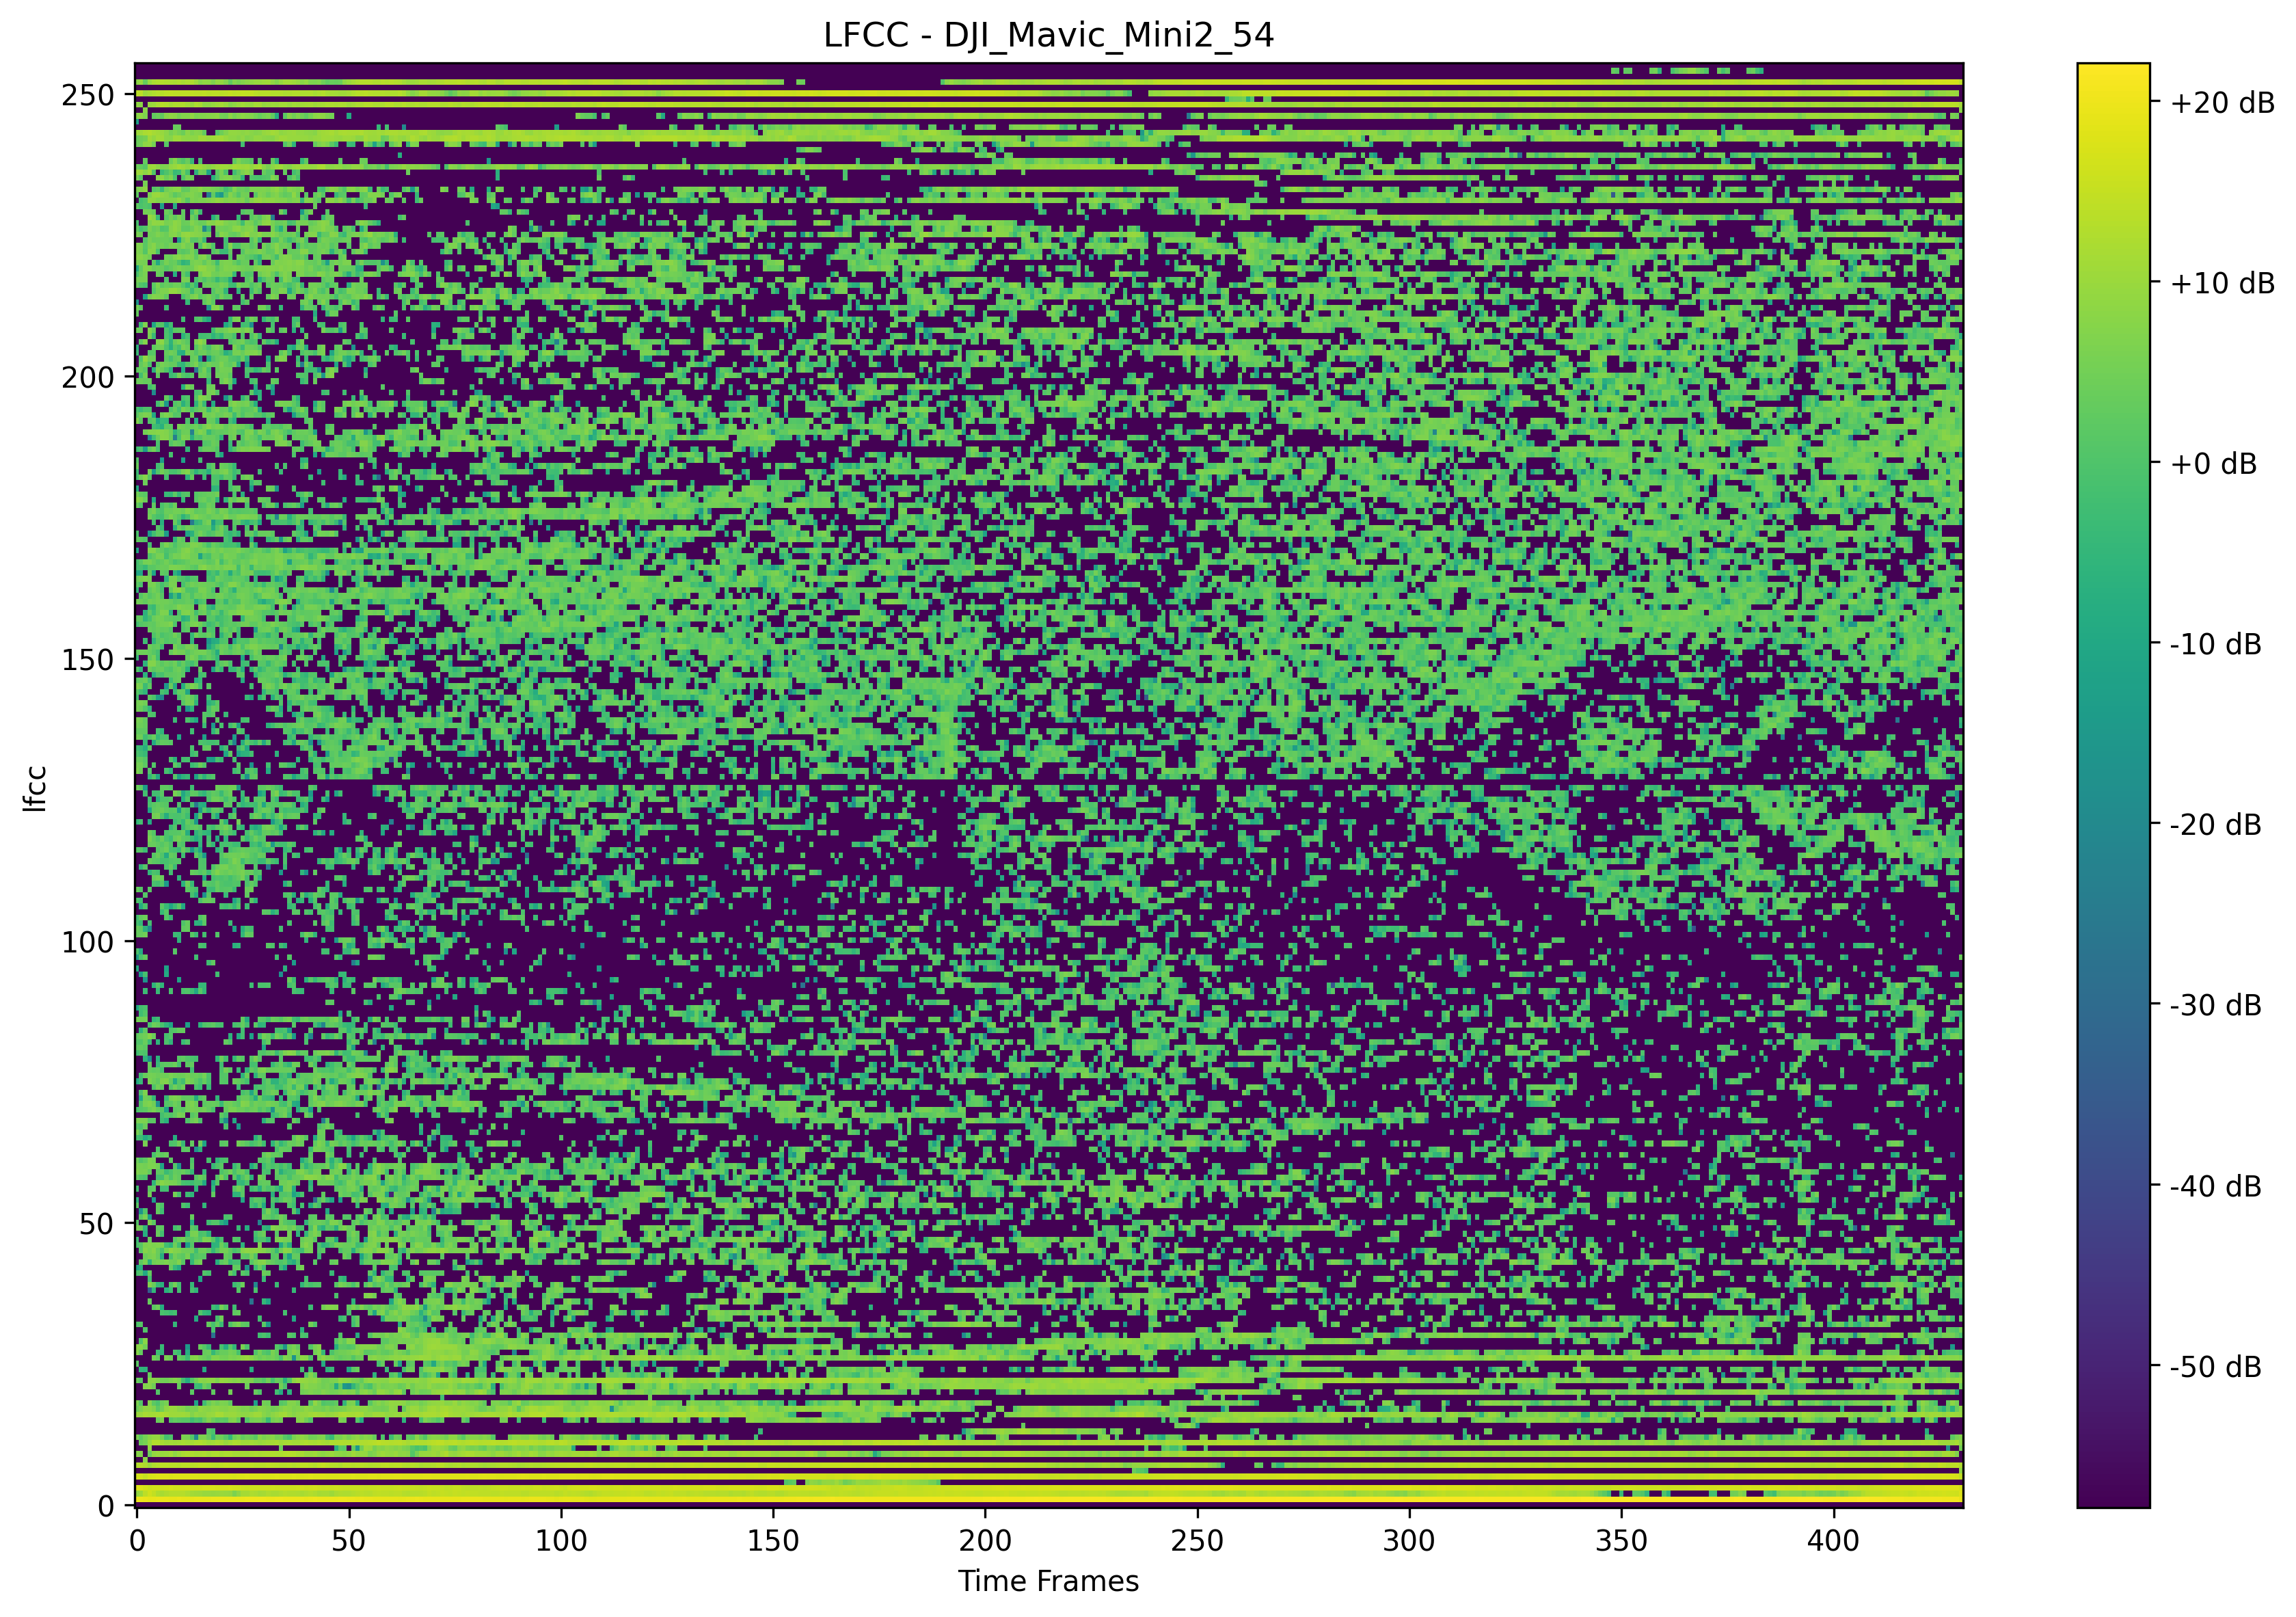 LFCC - DJI_Mavic_Mini2_54
250
200
150
100
50
0
lfcc
0 50 100 150 200 250 300 350 400
Time Frames
+20 dB
+10 dB
+0 dB
-10 dB
-20 dB
-30 dB
-40 dB
-50 dB